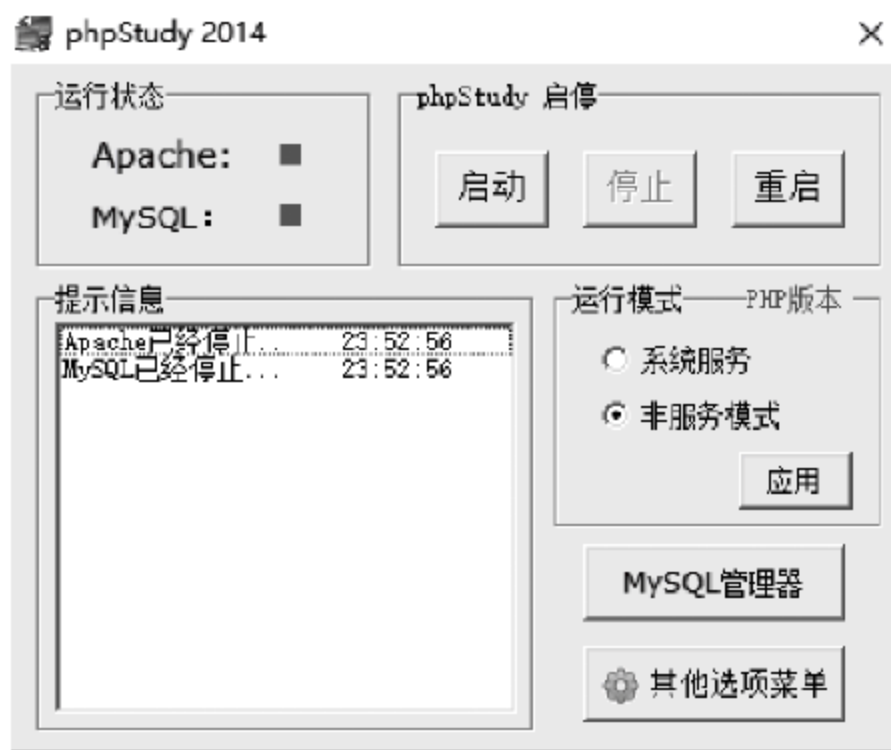 phpStudy 2014
运行状态
Apache:
MySQL:
phpStudy 启停
启动 停止 重启
提示信息
Apache已经停止... 23:52:56
MySQL已经停止... 23:52:56
运行模式 PHP版本
系统服务
非服务模式
应用
MySQL管理器
其他选项菜单